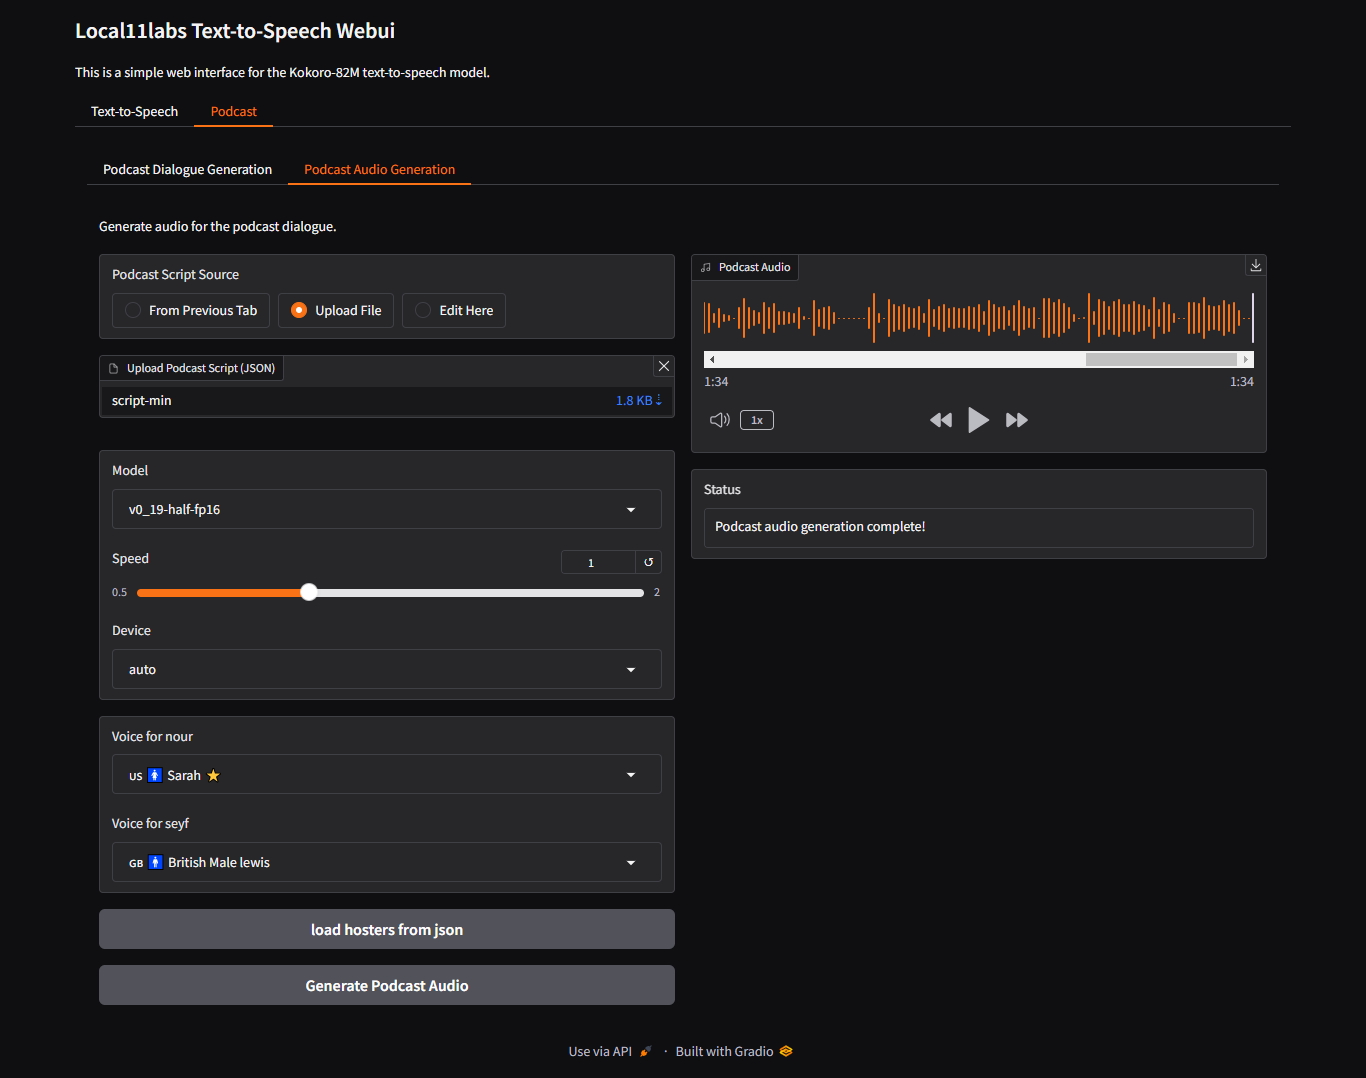 Local11labs Text-to-Speech Webui
This is a simple web interface for the Kokoro-82M text-to-speech model.
Text-to-Speech
Podcast
Podcast Dialogue Generation
Podcast Audio Generation
Generate audio for the podcast dialogue.
Podcast Script Source
From Previous Tab
Upload File
Edit Here
Upload Podcast Script (JSON)
script-min
1.8 KB ⇣
Model
v0_19-half-fp16
Speed
1
↺
0.5
2
Device
auto
Voice for nour
US 🚺 Sarah ⭐
Voice for seyf
GB 🚹 British Male lewis
load hosters from json
Generate Podcast Audio
Podcast Audio
1:34
1:34
1x
Status
Podcast audio generation complete!
Use via API 🚀 · Built with Gradio